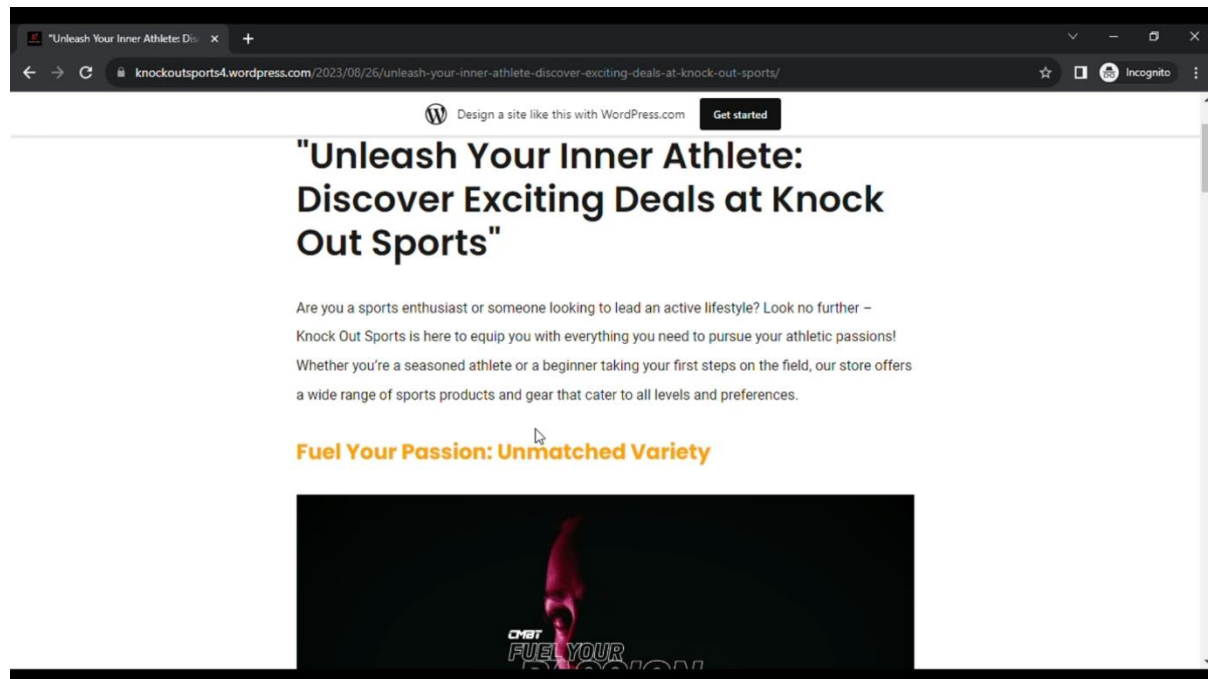 "Unleash Your Inner Athlete: Dis
knockoutsports4.wordpress.com/2023/08/26/unleash-your-inner-athlete-discover-exciting-deals-at-knock-out-sports/
Incognito
Design a site like this with WordPress.com
Get started
"Unleash Your Inner Athlete:
Discover Exciting Deals at Knock
Out Sports"
Are you a sports enthusiast or someone looking to lead an active lifestyle? Look no further –
Knock Out Sports is here to equip you with everything you need to pursue your athletic passions!
Whether you're a seasoned athlete or a beginner taking your first steps on the field, our store offers
a wide range of sports products and gear that cater to all levels and preferences.
Fuel Your Passion: Unmatched Variety
CMBT
FUEL YOUR
PASSION